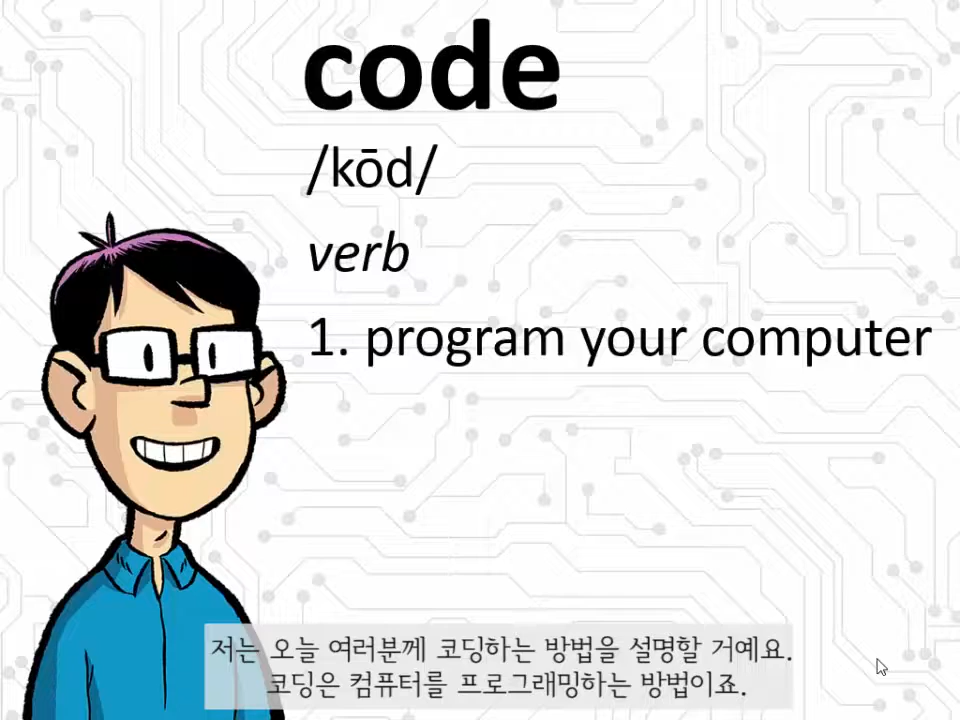 code
/kōd/
verb
1. program your computer
저는 오늘 여러분께 코딩하는 방법을 설명할 거예요.
코딩은 컴퓨터를 프로그래밍하는 방법이죠.